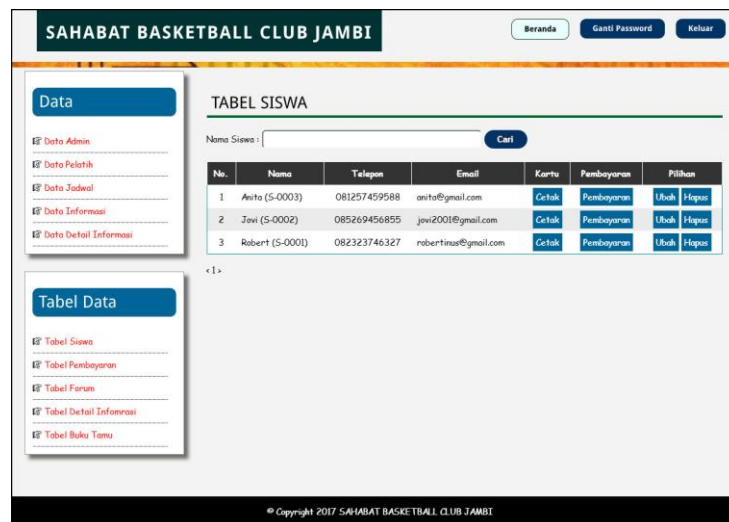 SAHABAT BASKETBALL CLUB JAMBI
Beranda Ganti Password Keluar
Data
Data Admin
Data Pelatih
Data Jadwal
Data Informasi
Data Detail Informasi
Tabel Data
Tabel Siswa
Tabel Pembayaran
Tabel Forum
Tabel Detail Infomrasi
Tabel Buku Tamu
TABEL SISWA
Nama Siswa : Cari
No. Nama Telepon Email Kartu Pembayaran Pilihan
1 Anita (S-0003) 081257459588 anita@gmail.com Cetak Pembayaran Ubah Hapus
2 Jovi (S-0002) 085269456855 jovi2001@gmail.com Cetak Pembayaran Ubah Hapus
3 Robert (S-0001) 082323746327 robertinus@gmail.com Cetak Pembayaran Ubah Hapus
<1>
© Copyright 2017 SAHABAT BASKETBALL CLUB JAMBI